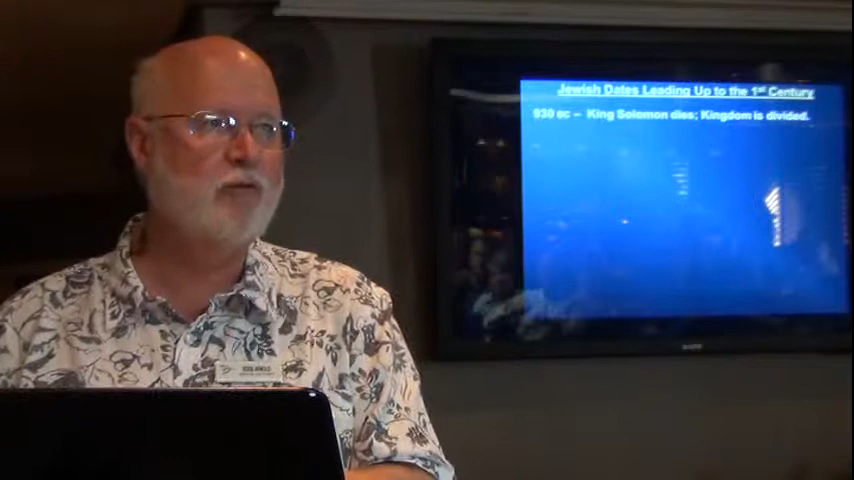 Jewish Dates Leading Up to the 1st Century
930 BC – King Solomon dies; Kingdom is divided.